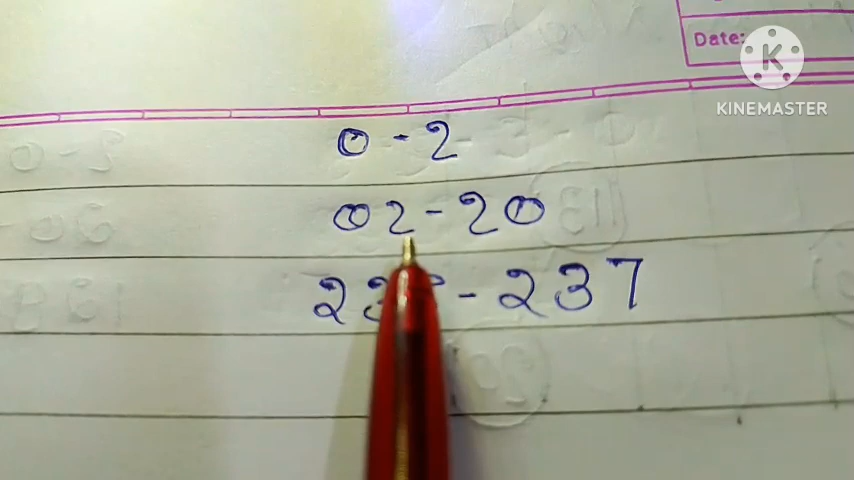 Date:
K
KINEMASTER
0 - 2
02 - 20
- 237